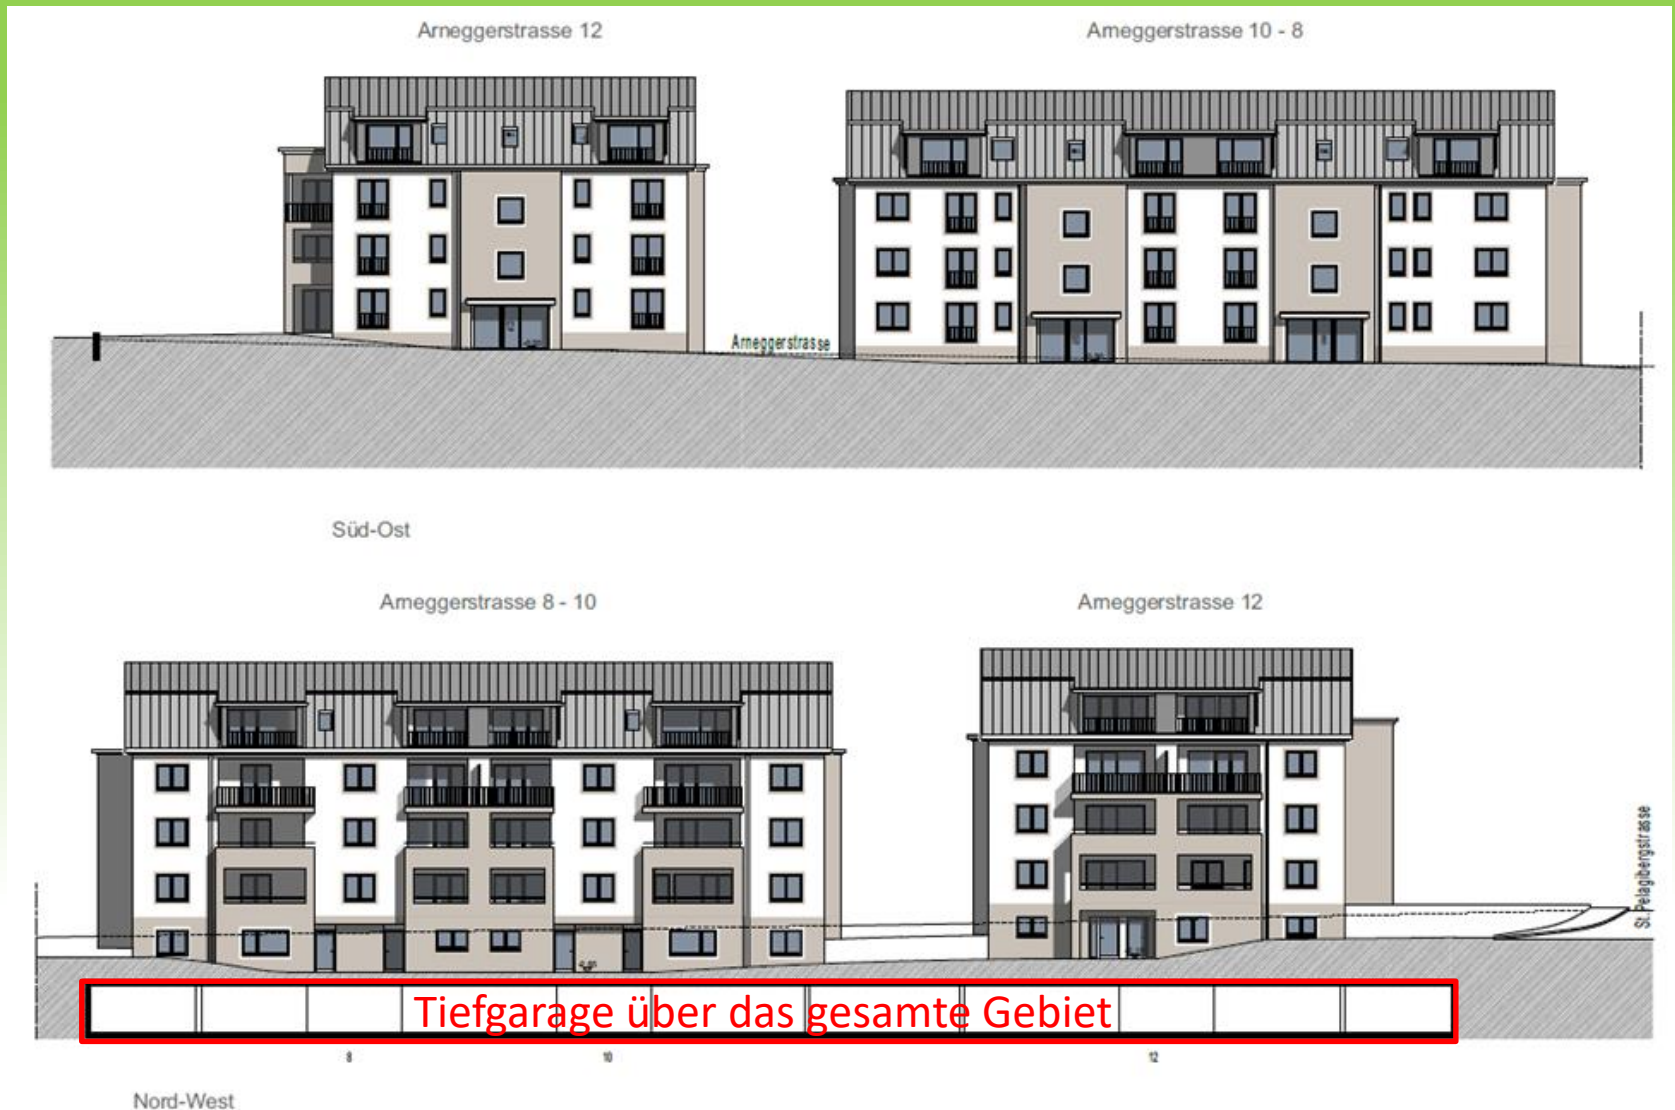 Arneggerstrasse 12
Arneggerstrasse 10 - 8
Arneggerstrasse
Süd-Ost
Arneggerstrasse 8 - 10
Arneggerstrasse 12
St. Pelagibergstrasse
Tiefgarage über das gesamte Gebiet
8
10
12
Nord-West